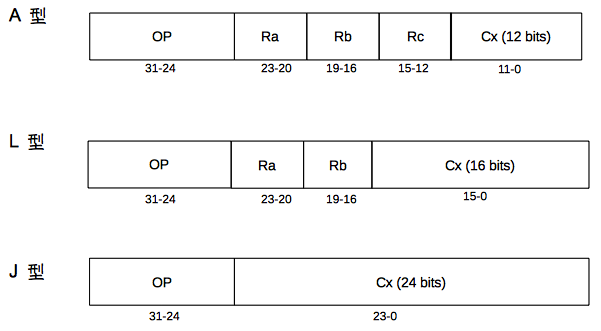 A 型
OP Ra Rb Rc Cx (12 bits)
31-24 23-20 19-16 15-12 11-0
L 型
OP Ra Rb Cx (16 bits)
31-24 23-20 19-16 15-0
J 型
OP Cx (24 bits)
31-24 23-0